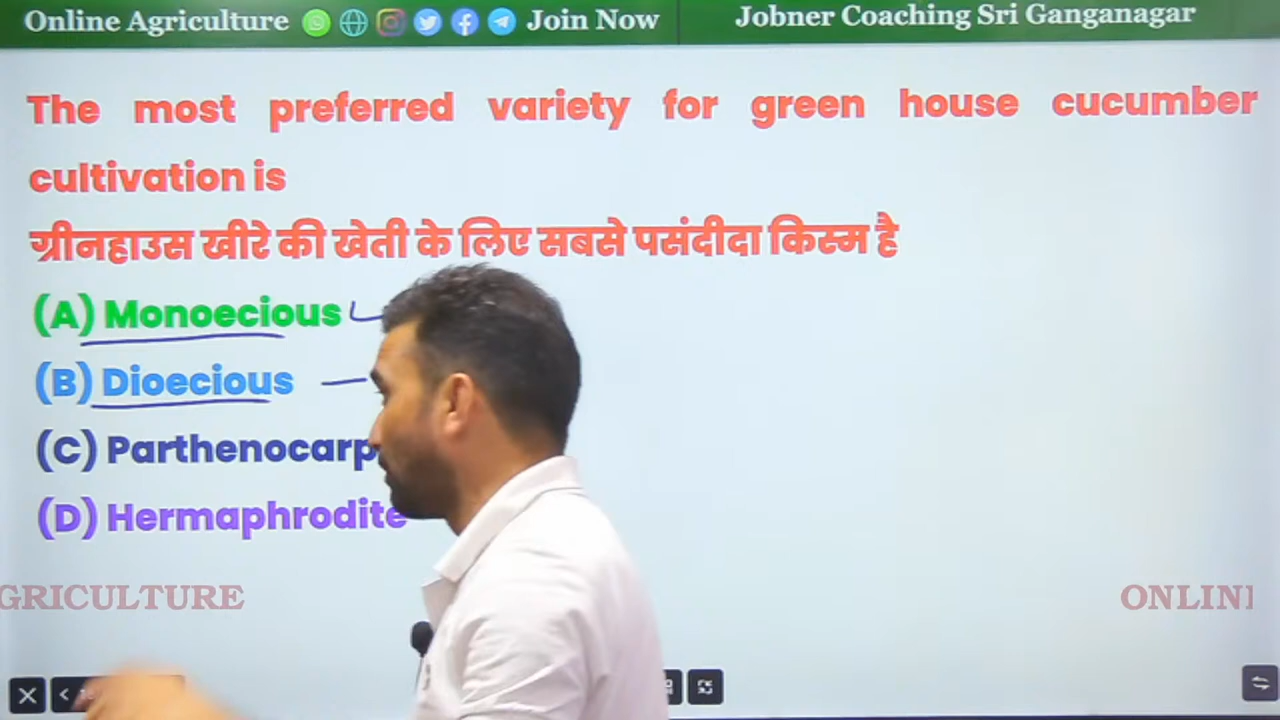 Online Agriculture Join Now Jobner Coaching Sri Ganganagar
The most preferred variety for green house cucumber
cultivation is
ग्रीनहाउस खीरे की खेती के लिए सबसे पसंदीदा किस्म है
(A) Monoecious
(B) Dioecious
(C) Parthenocarp
(D) Hermaphrodite
GRICULTURE ONLINE